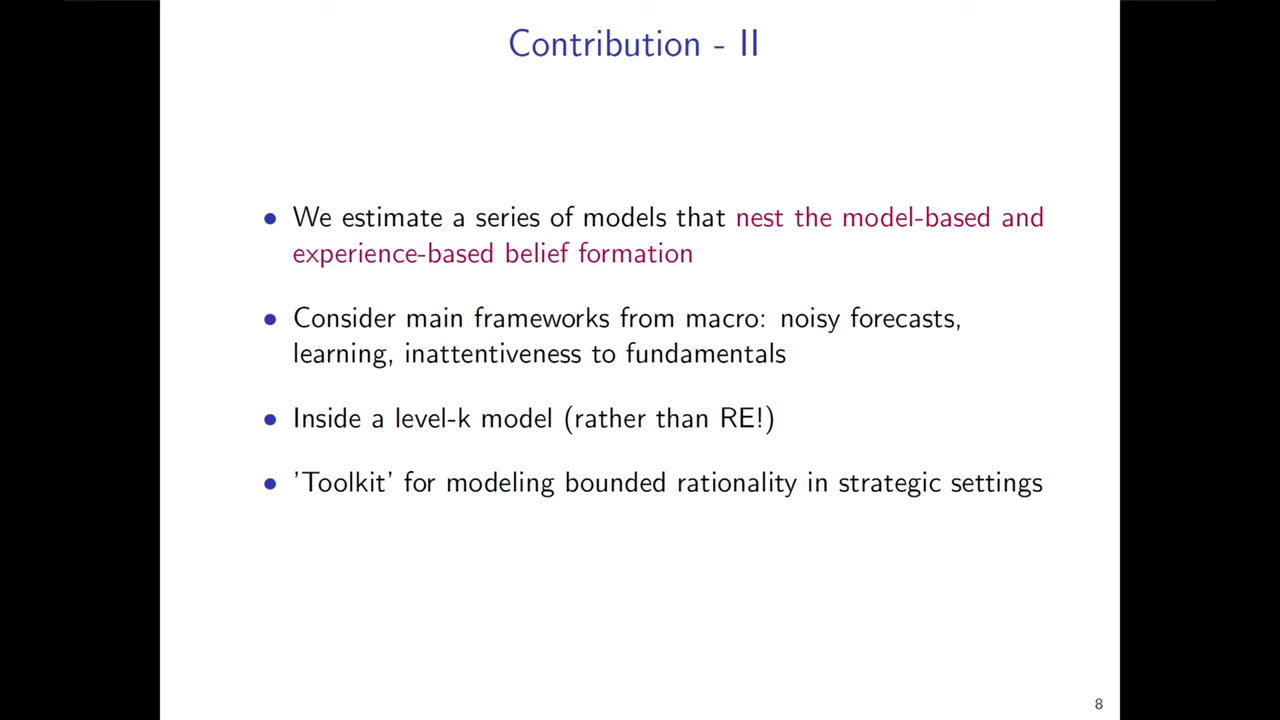 Contribution - II
• We estimate a series of models that nest the model-based and
experience-based belief formation
• Consider main frameworks from macro: noisy forecasts,
learning, inattentiveness to fundamentals
• Inside a level-k model (rather than RE!)
• 'Toolkit' for modeling bounded rationality in strategic settings
8